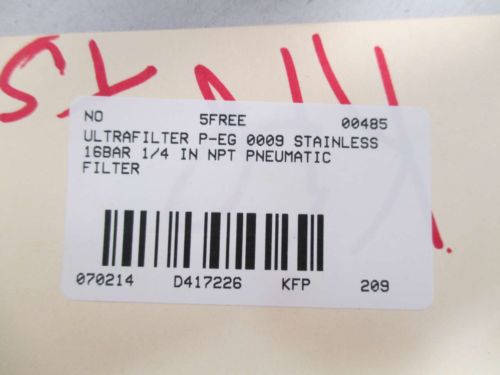 NO 5FREE 00485
ULTRAFILTER P-EG 0009 STAINLESS
16BAR 1/4 IN NPT PNEUMATIC
FILTER
070214 D417226 KFP 209